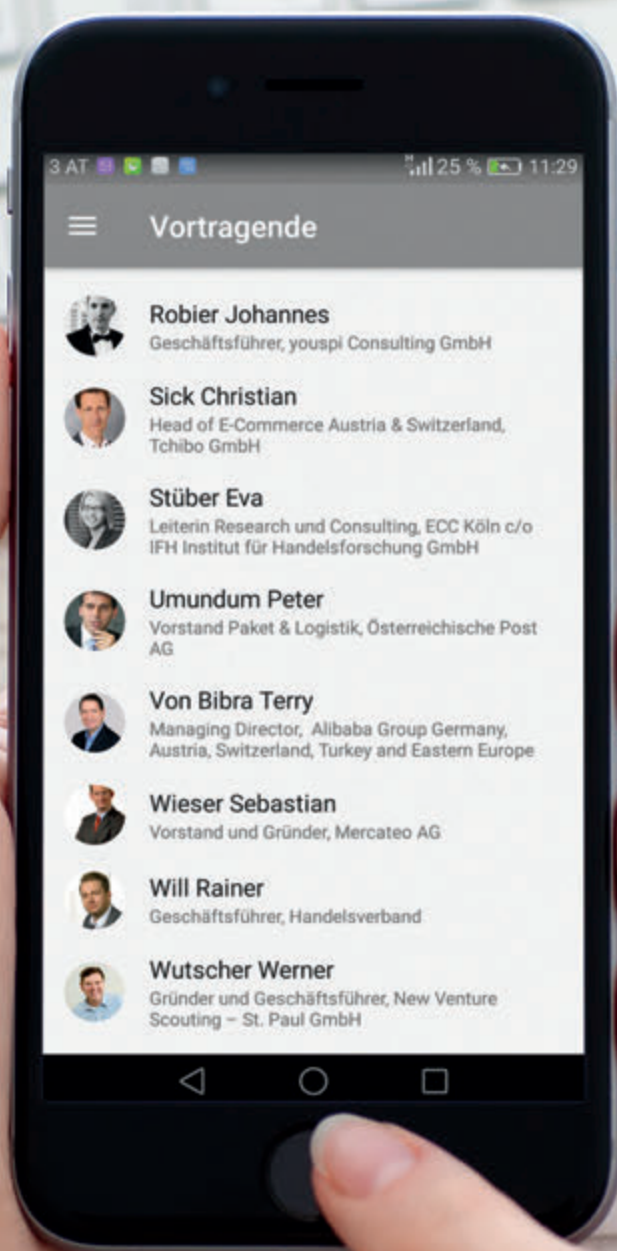 3 AT
H 25 % 11:29
Vortragende
Robier Johannes
Geschäftsführer, youspi Consulting GmbH
Sick Christian
Head of E-Commerce Austria & Switzerland,
Tchibo GmbH
Stüber Eva
Leiterin Research und Consulting, ECC Köln c/o
IFH Institut für Handelsforschung GmbH
Umundum Peter
Vorstand Paket & Logistik, Österreichische Post
AG
Von Bibra Terry
Managing Director, Alibaba Group Germany,
Austria, Switzerland, Turkey and Eastern Europe
Wieser Sebastian
Vorstand und Gründer, Mercateo AG
Will Rainer
Geschäftsführer, Handelsverband
Wutscher Werner
Gründer und Geschäftsführer, New Venture
Scouting – St. Paul GmbH